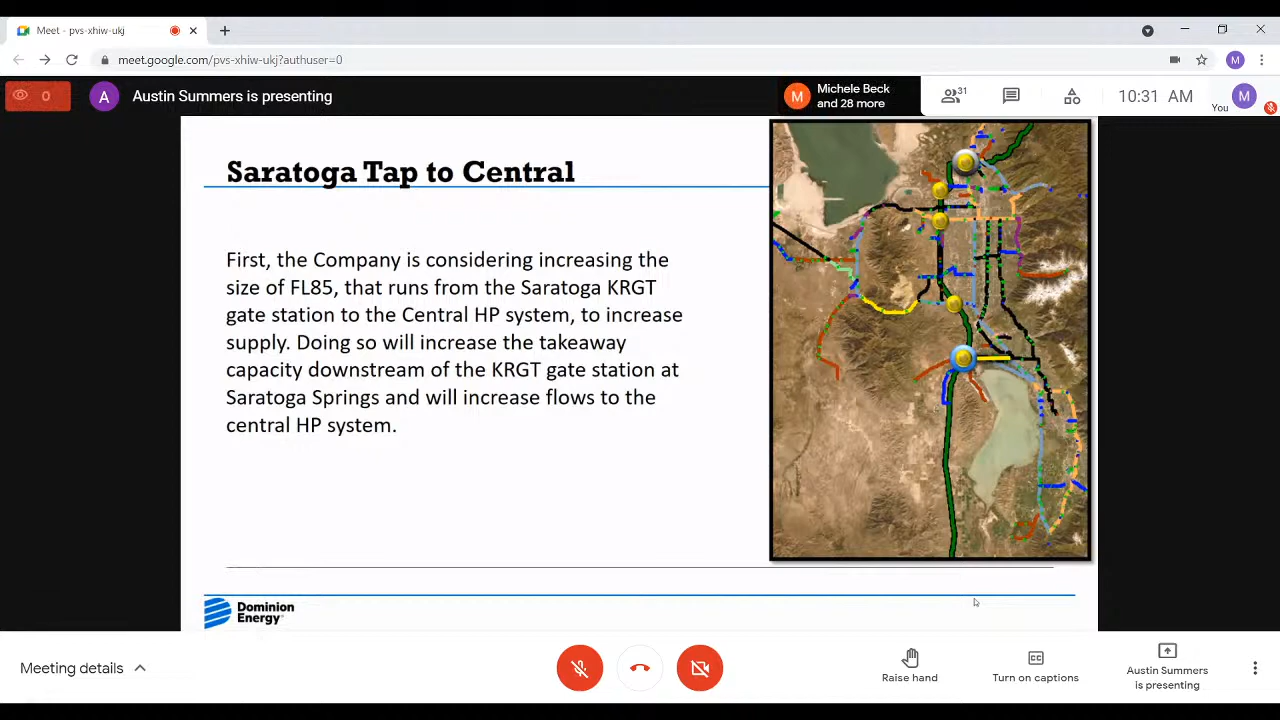 Meet - pvs-xhiw-ukj
meet.google.com/pvs-xhiw-ukj?authuser=0
M
0
A
Austin Summers is presenting
M
Michele Beck
and 28 more
31
10:31 AM
You
M
Saratoga Tap to Central
First, the Company is considering increasing the
size of FL85, that runs from the Saratoga KRGT
gate station to the Central HP system, to increase
supply. Doing so will increase the takeaway
capacity downstream of the KRGT gate station at
Saratoga Springs and will increase flows to the
central HP system.
Dominion
Energy
Meeting details
Raise hand
CC
Turn on captions
Austin Summers
is presenting